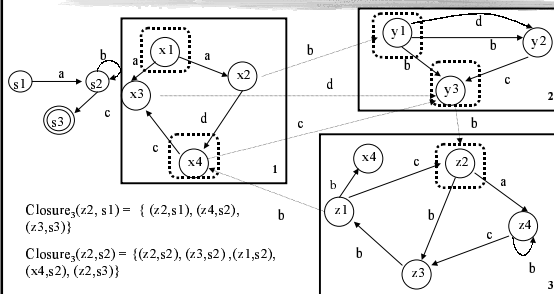 s1
a
s2
b
c
s3
x1
a
a
x2
x3
d
c
x4
1
b
d
c
b
y1
d
b
y2
b
c
y3
2
b
x4
b
c
z2
a
z1
b
z4
c
b
b
z3
3
Closure3(z2, s1) = { (z2,s1), (z4,s2),
(z3,s3)}
Closure3(z2,s2) = {(z2,s2), (z3,s2) ,(z1,s2),
(x4,s2), (z2,s3)}